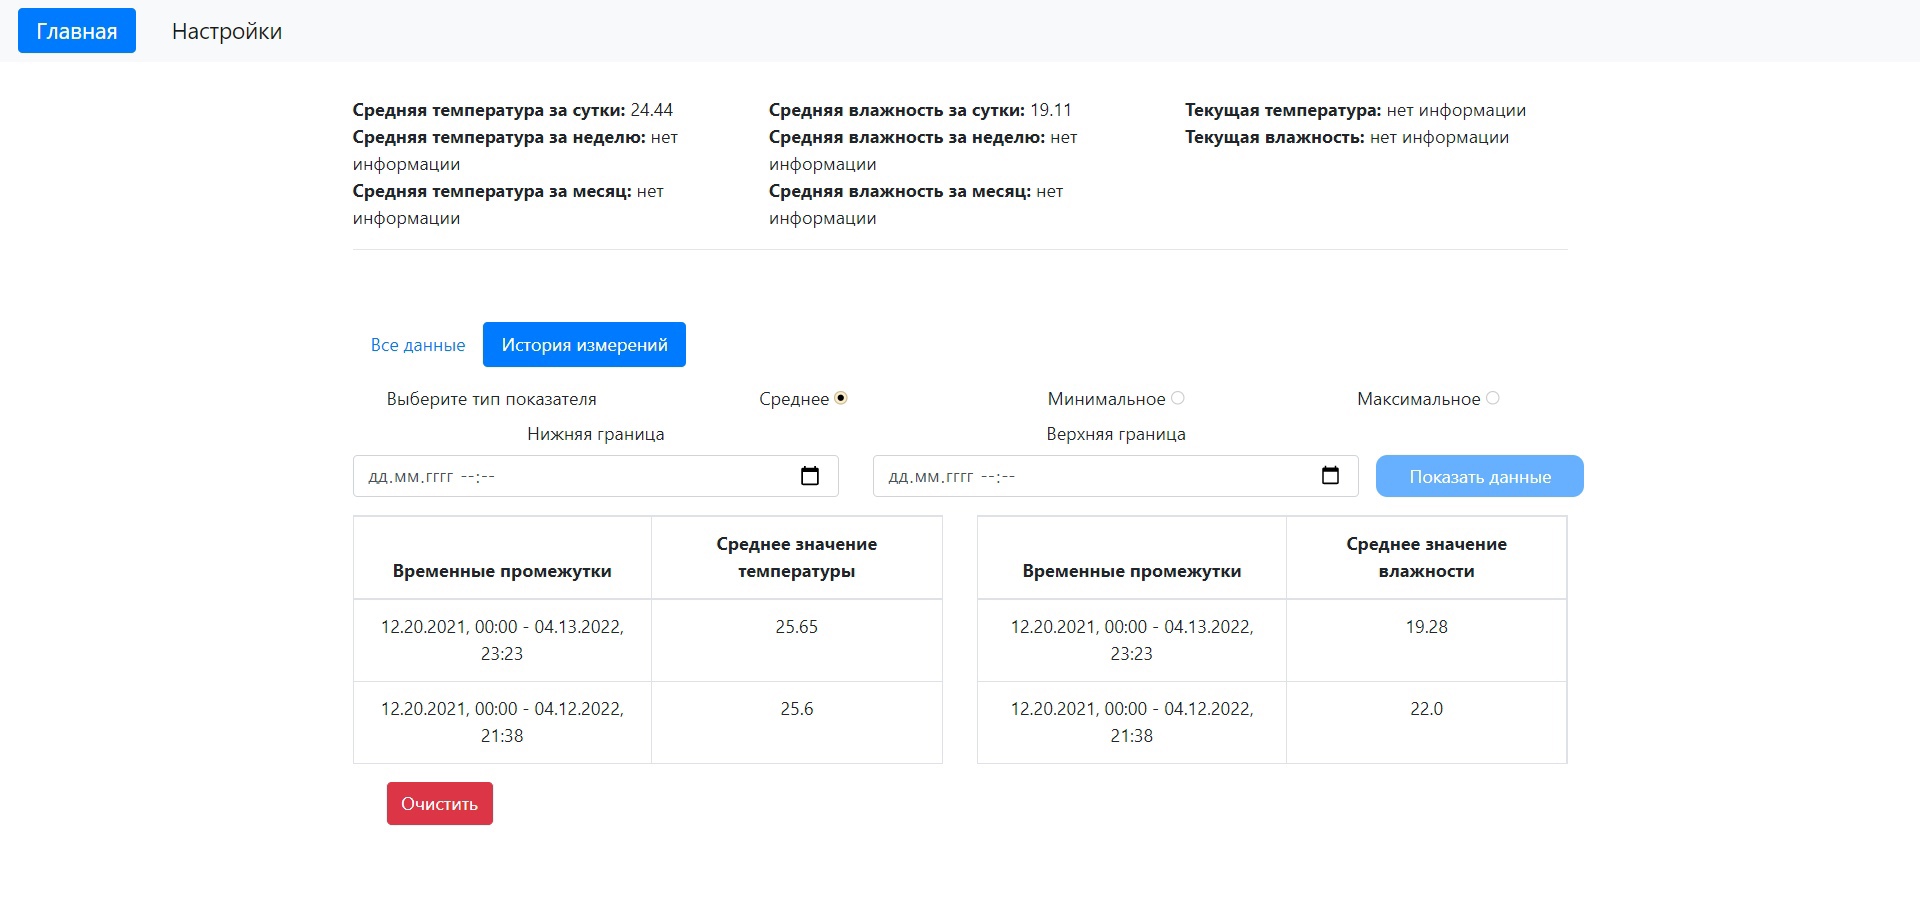 Главная
Настройки
Средняя температура за сутки: 24.44
Средняя температура за неделю: нет
информации
Средняя температура за месяц: нет
информации
Средняя влажность за сутки: 19.11
Средняя влажность за неделю: нет
информации
Средняя влажность за месяц: нет
информации
Текущая температура: нет информации
Текущая влажность: нет информации
Все данные
История измерений
Выберите тип показателя
Среднее
Минимальное
Максимальное
Нижняя граница
Верхняя граница
дд.мм.гггг --:--
дд.мм.гггг --:--
Показать данные
Временные промежутки
Среднее значение
температуры
12.20.2021, 00:00 - 04.13.2022,
23:23
25.65
12.20.2021, 00:00 - 04.12.2022,
21:38
25.6
Временные промежутки
Среднее значение
влажности
12.20.2021, 00:00 - 04.13.2022,
23:23
19.28
12.20.2021, 00:00 - 04.12.2022,
21:38
22.0
Очистить